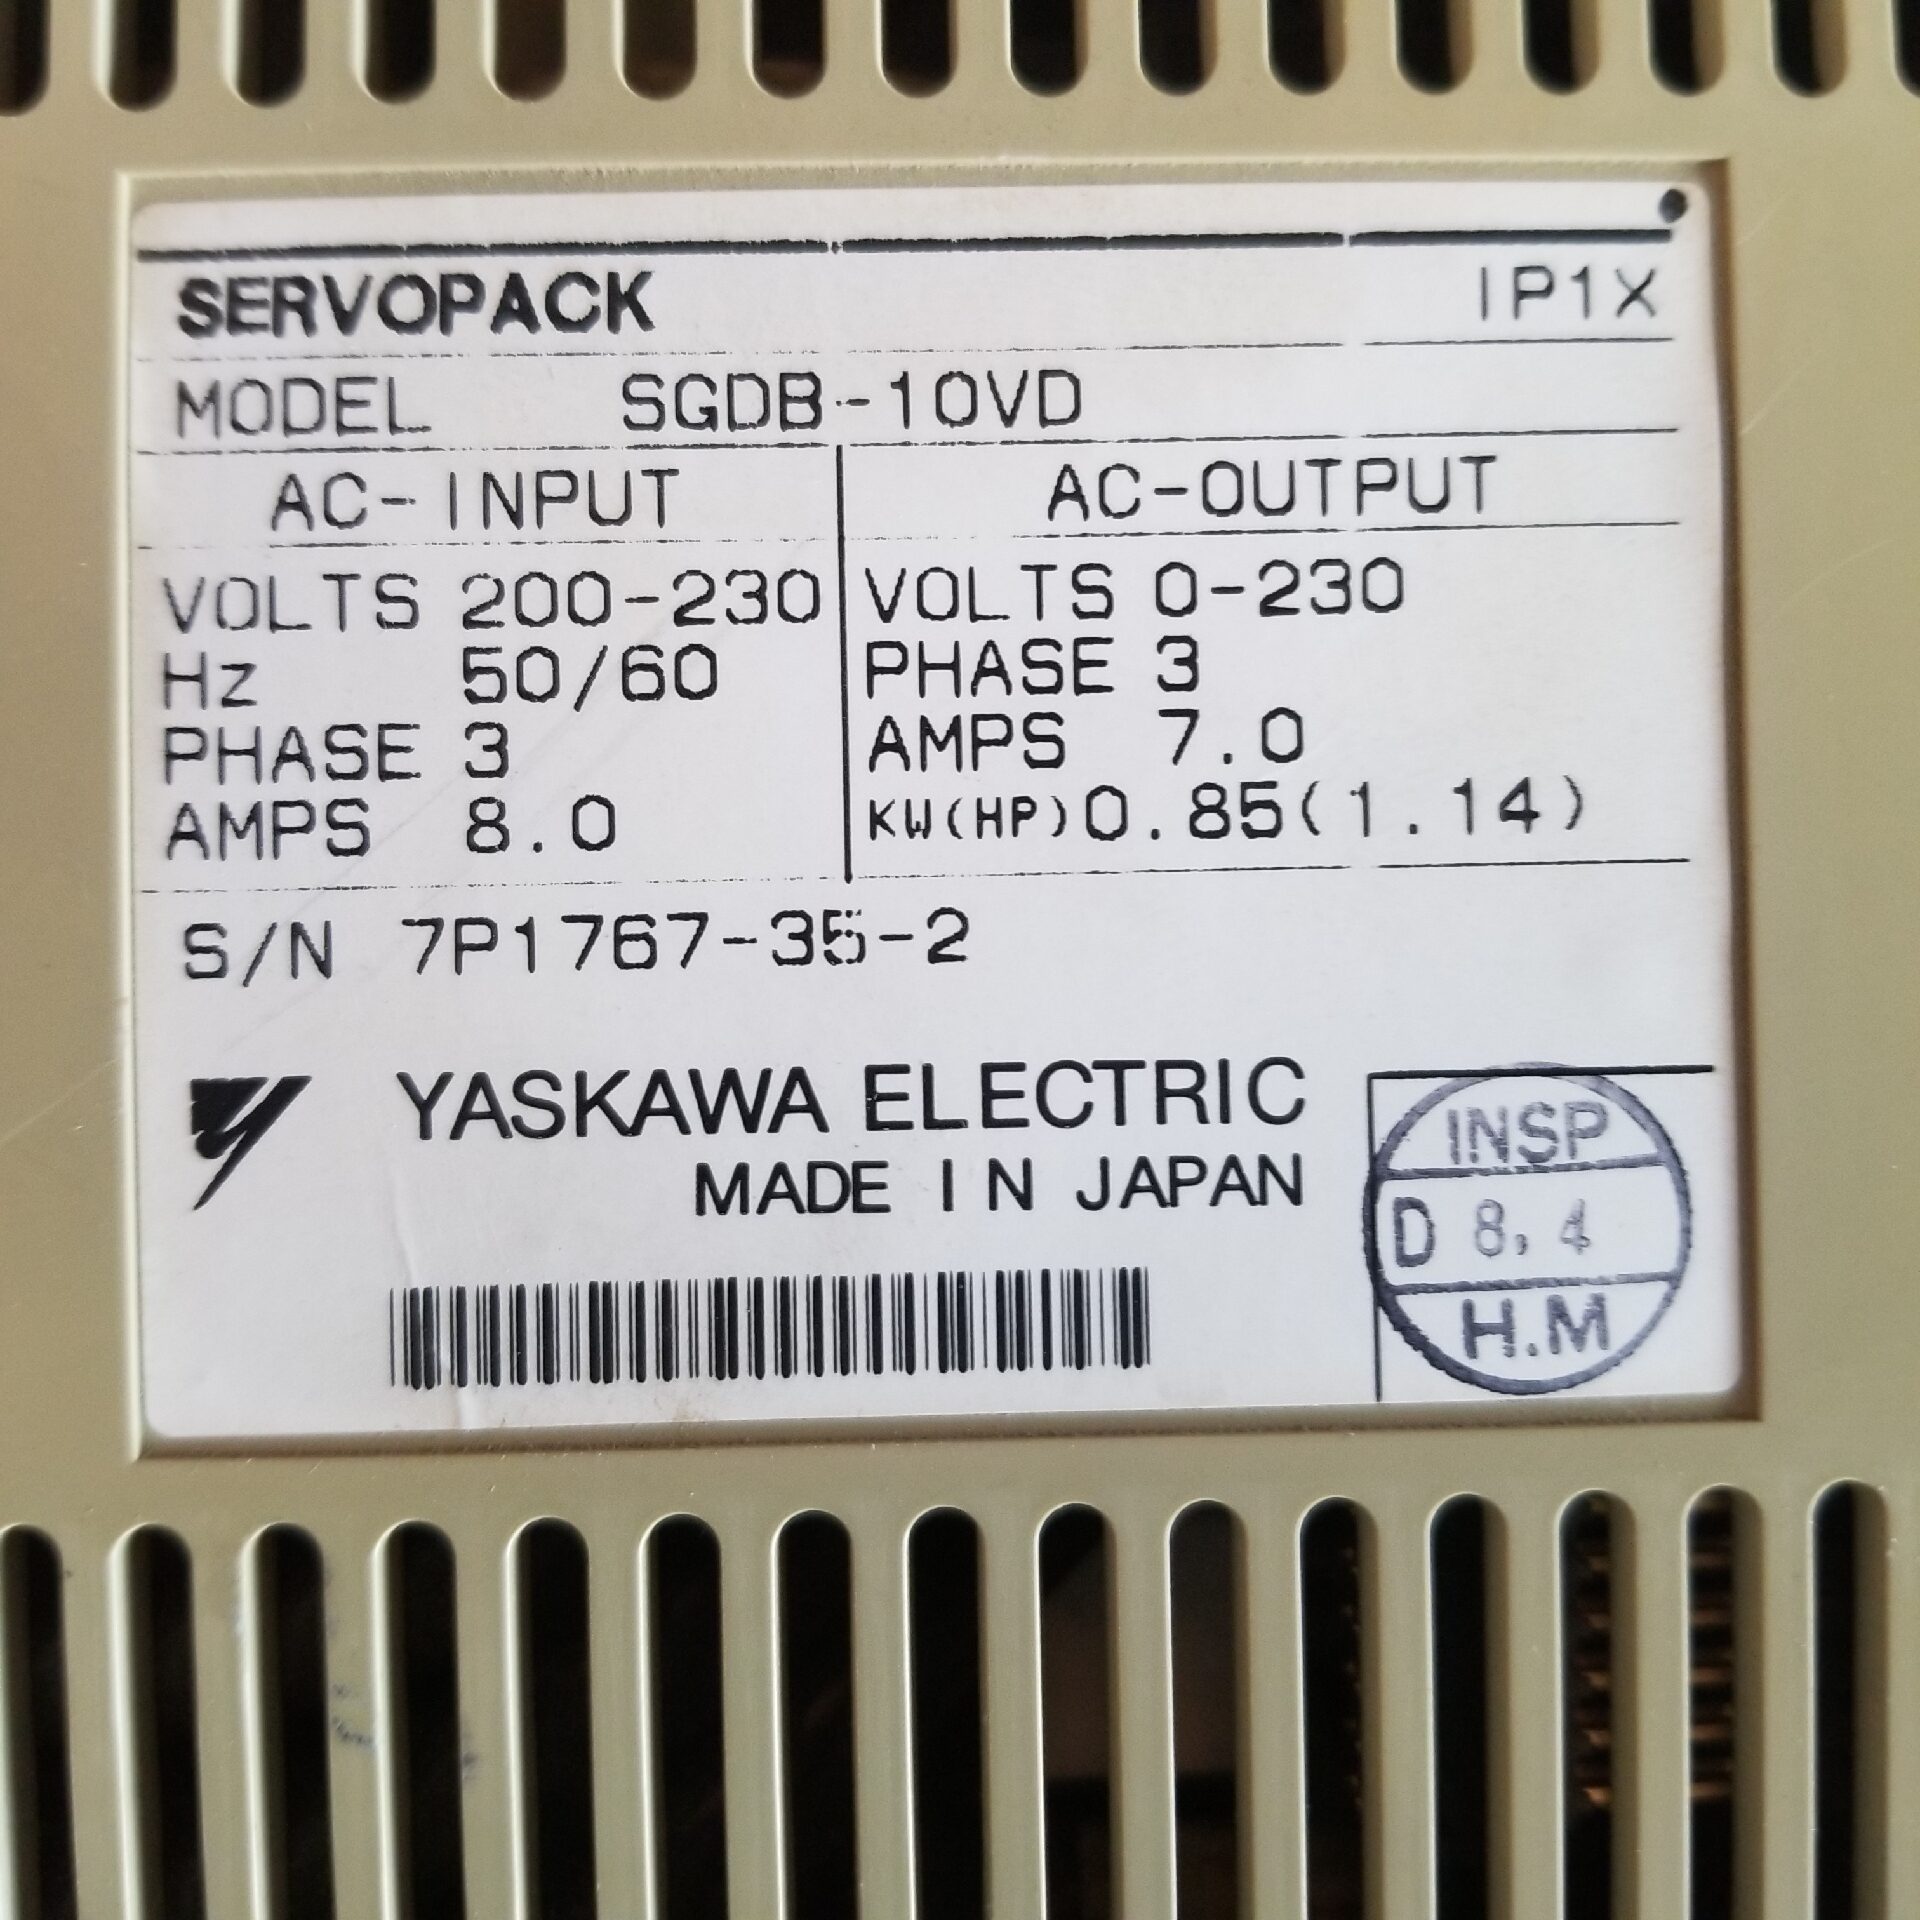 SERVOPACK IP1X
MODEL SGDB-10VD
AC-INPUT AC-OUTPUT
VOLTS 200-230 VOLTS 0-230
Hz 50/60 PHASE 3
PHASE 3 AMPS 7.0
AMPS 8.0 KW(HP)0.85(1.14)
S/N 7P1767-35-2
YASKAWA ELECTRIC
MADE IN JAPAN
INSP
D 8,4
H.M